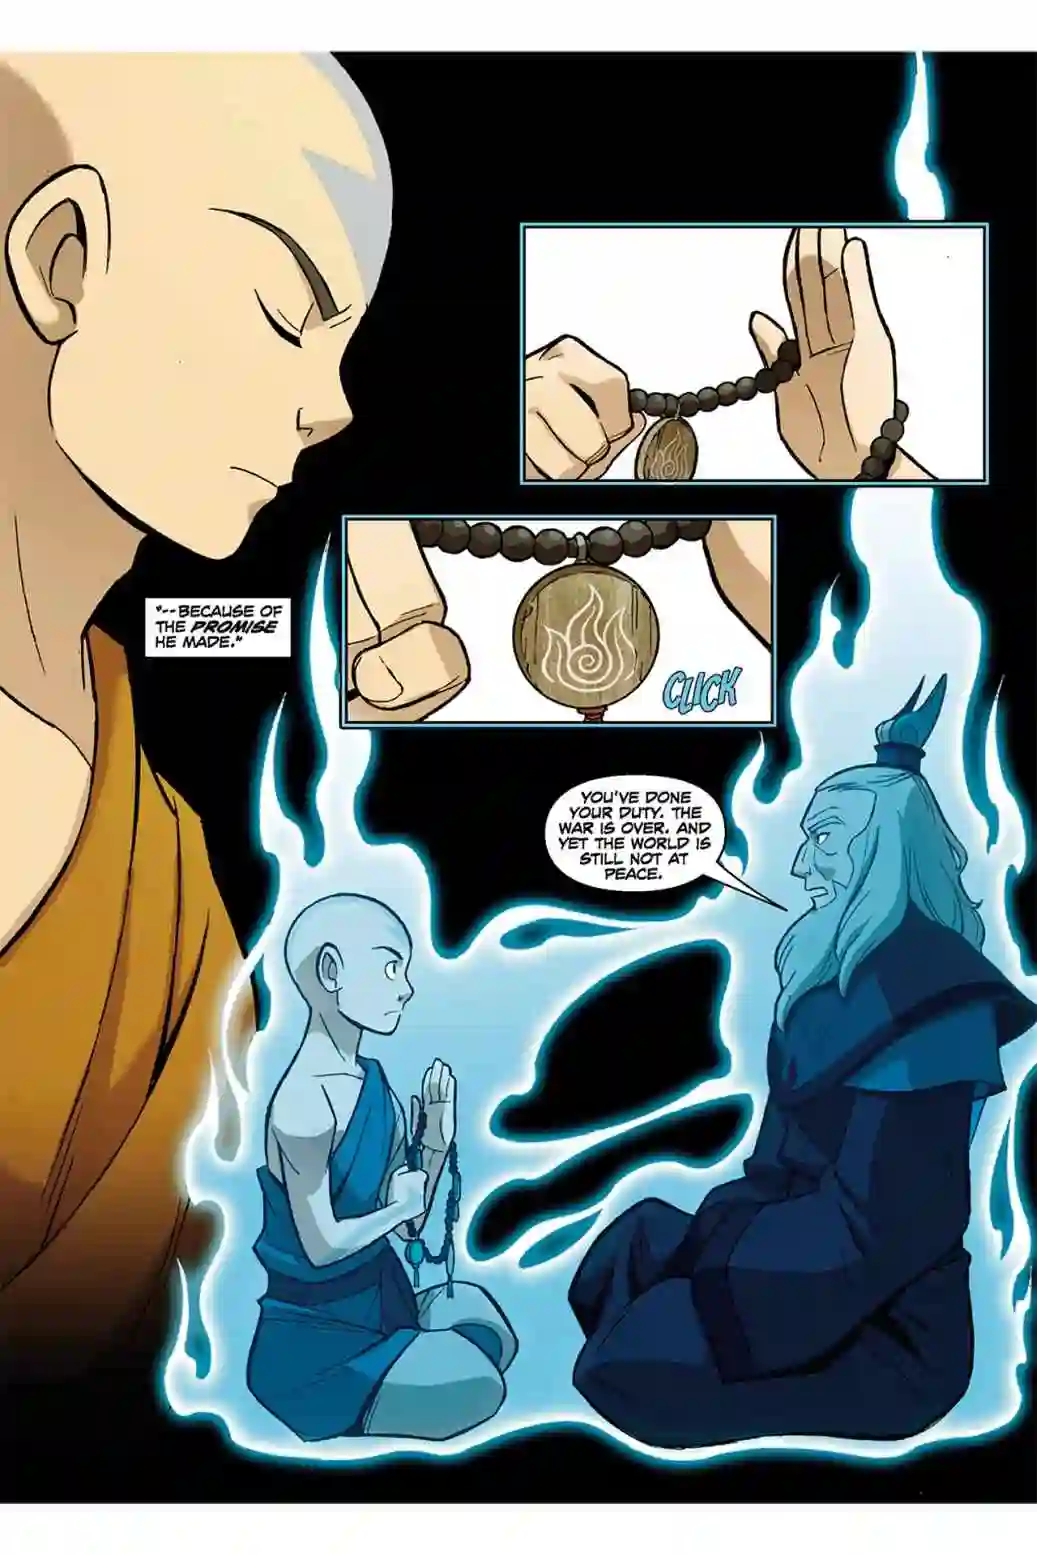 "--BECAUSE OF
THE PROMISE
HE MADE."
CLICK
YOU'VE DONE
YOUR DUTY. THE
WAR IS OVER. AND
YET THE WORLD IS
STILL NOT AT
PEACE.